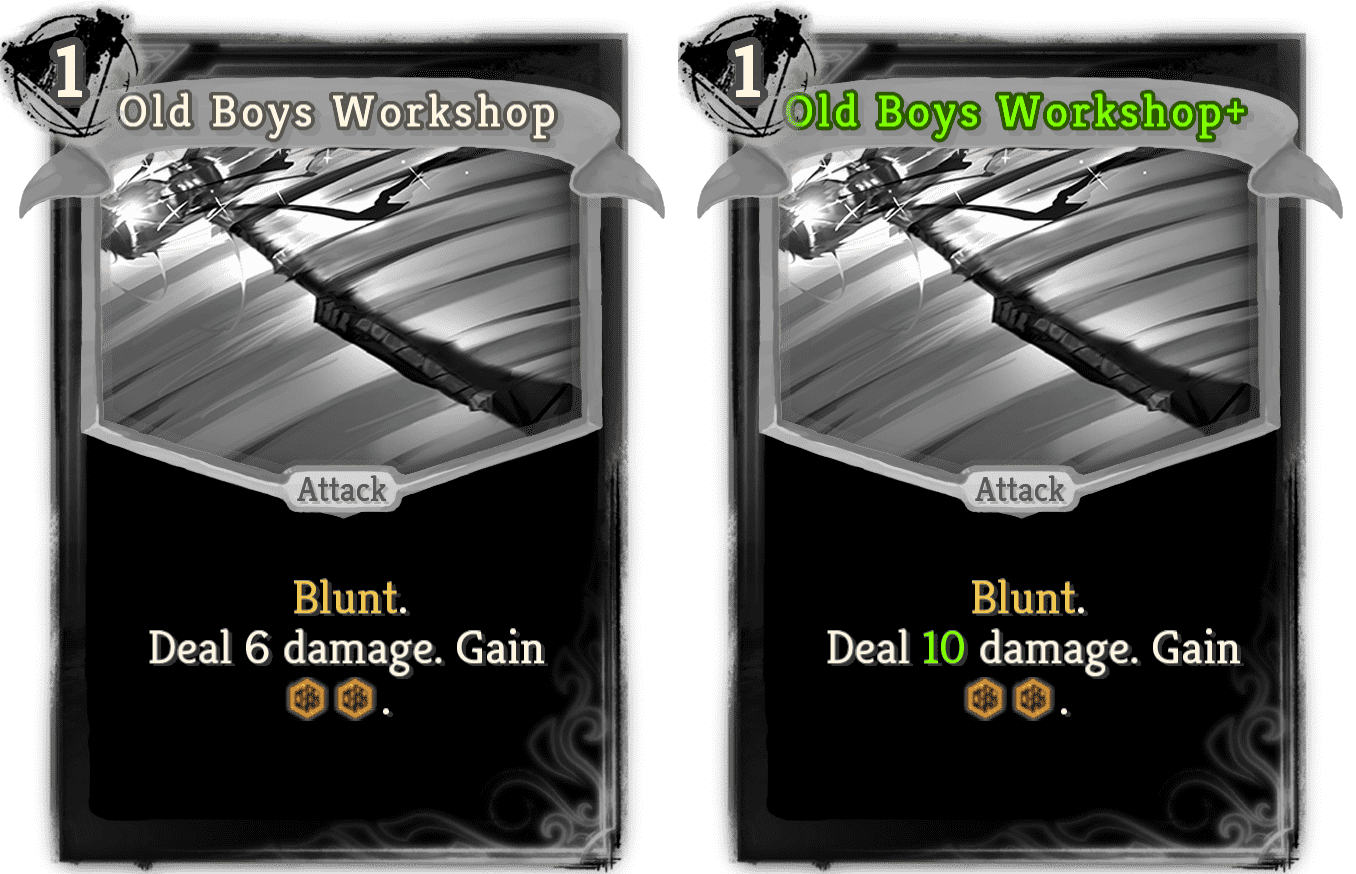 1
Old Boys Workshop
Attack
Blunt.
Deal 6 damage. Gain
.
1
Old Boys Workshop+
Attack
Blunt.
Deal 10 damage. Gain
.